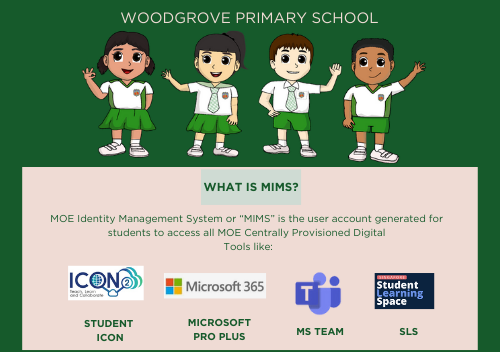 WOODGROVE PRIMARY SCHOOL
WHAT IS MIMS?
MOE Identity Management System or “MIMS” is the user account generated for
students to access all MOE Centrally Provisioned Digital
Tools like:
ICON2
Teach, Learn
and Collaborate
Microsoft 365
T
SINGAPORE
Student
Learning
Space
STUDENT
ICON
MICROSOFT
PRO PLUS
MS TEAM
SLS